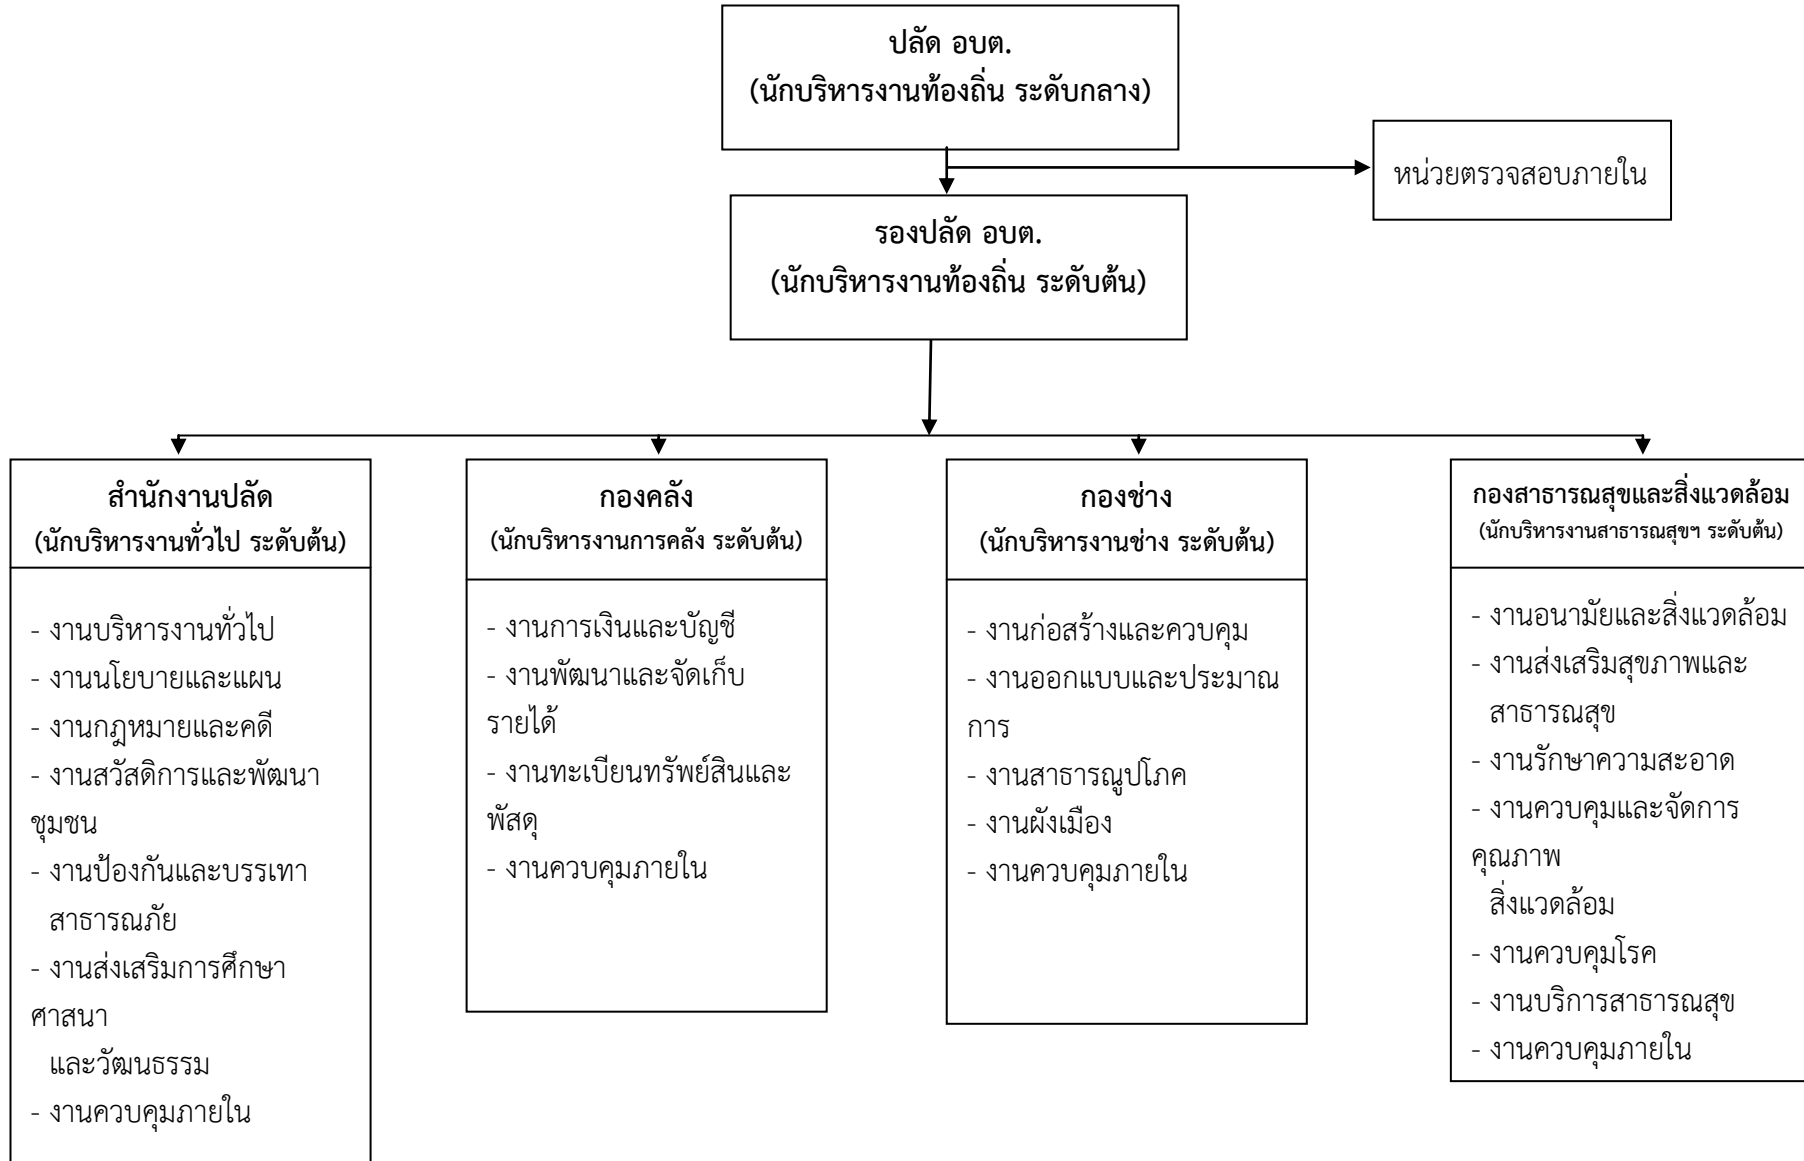 ปลัด อบต.
(นักบริหารงานท้องถิ่น ระดับกลาง)
หน่วยตรวจสอบภายใน
รองปลัด อบต.
(นักบริหารงานท้องถิ่น ระดับต้น)
สำนักงานปลัด
(นักบริหารงานทั่วไป ระดับต้น)
- งานบริหารงานทั่วไป
- งานนโยบายและแผน
- งานกฎหมายและคดี
- งานสวัสดิการและพัฒนา
ชุมชน
- งานป้องกันและบรรเทา
สาธารณภัย
- งานส่งเสริมการศึกษา
ศาสนา
และวัฒนธรรม
- งานควบคุมภายใน
กองคลัง
(นักบริหารงานการคลัง ระดับต้น)
- งานการเงินและบัญชี
- งานพัฒนาและจัดเก็บ
รายได้
- งานทะเบียนทรัพย์สินและ
พัสดุ
- งานควบคุมภายใน
กองช่าง
(นักบริหารงานช่าง ระดับต้น)
- งานก่อสร้างและควบคุม
- งานออกแบบและประมาณ
การ
- งานสาธารณูปโภค
- งานผังเมือง
- งานควบคุมภายใน
กองสาธารณสุขและสิ่งแวดล้อม
(นักบริหารงานสาธารณสุขฯ ระดับต้น)
- งานอนามัยและสิ่งแวดล้อม
- งานส่งเสริมสุขภาพและ
สาธารณสุข
- งานรักษาความสะอาด
- งานควบคุมและจัดการ
คุณภาพ
สิ่งแวดล้อม
- งานควบคุมโรค
- งานบริการสาธารณสุข
- งานควบคุมภายใน